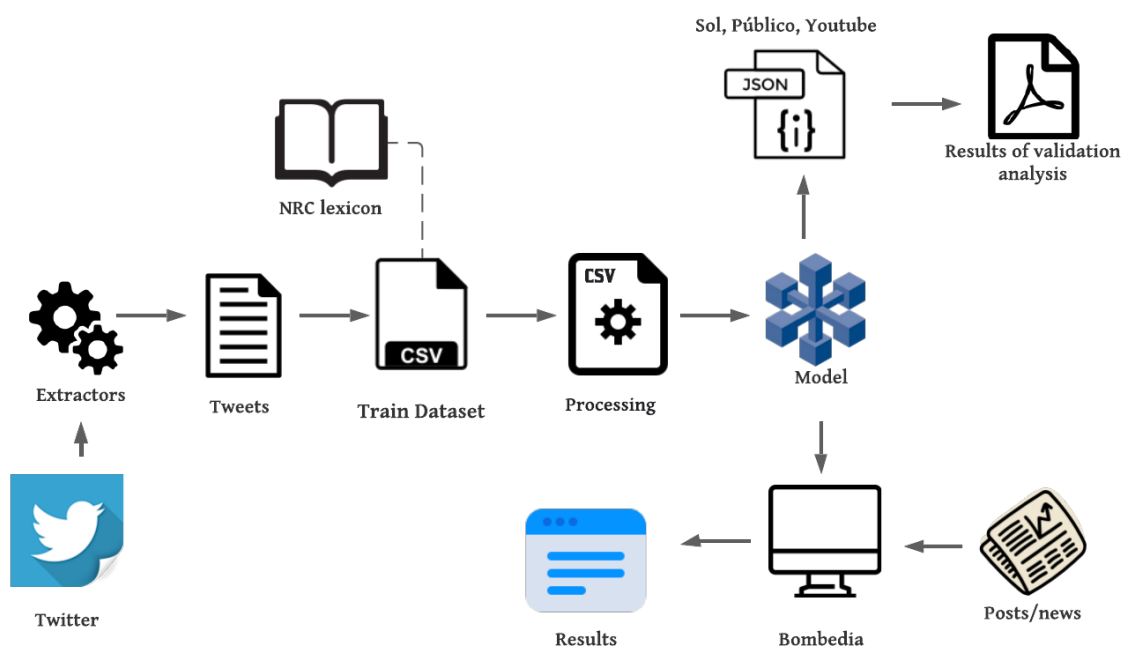 Sol, Público, Youtube
JSON
{i}
Results of validation
analysis
NRC lexicon
CSV
CSV
Extractors
Tweets
Train Dataset
Processing
Model
Twitter
Results
Bombedia
Posts/news